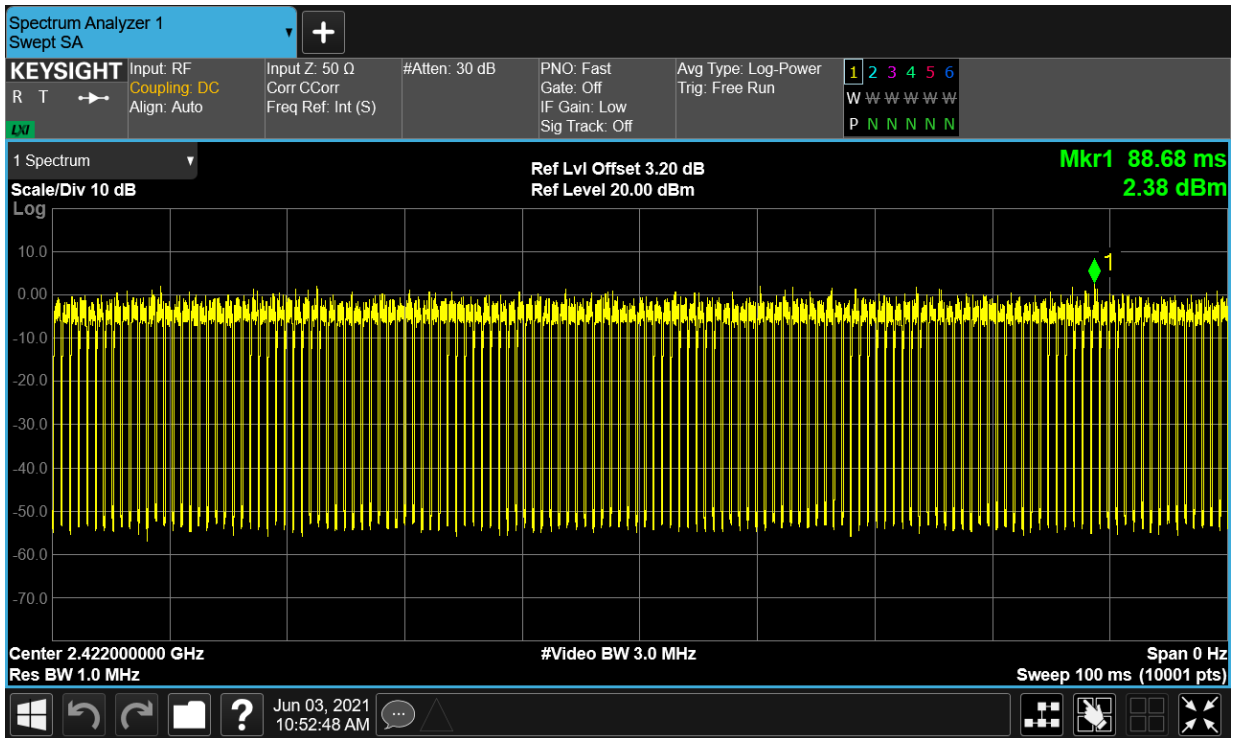 Spectrum Analyzer 1
Swept SA
+
KEYSIGHT
R T
LXI
Input: RF
Coupling: DC
Align: Auto
Input Z: 50 Ω
Corr CCorr
Freq Ref: Int (S)
#Atten: 30 dB
PNO: Fast
Gate: Off
IF Gain: Low
Sig Track: Off
Avg Type: Log-Power
Trig: Free Run
1 2 3 4 5 6
W W W W W W
P N N N N N
1 Spectrum
Scale/Div 10 dB
Log
Ref Lvl Offset 3.20 dB
Ref Level 20.00 dBm
Mkr1 88.68 ms
2.38 dBm
1
10.0
0.00
-10.0
-20.0
-30.0
-40.0
-50.0
-60.0
-70.0
Center 2.422000000 GHz
Res BW 1.0 MHz
#Video BW 3.0 MHz
Span 0 Hz
Sweep 100 ms (10001 pts)
?
Jun 03, 2021
10:52:48 AM